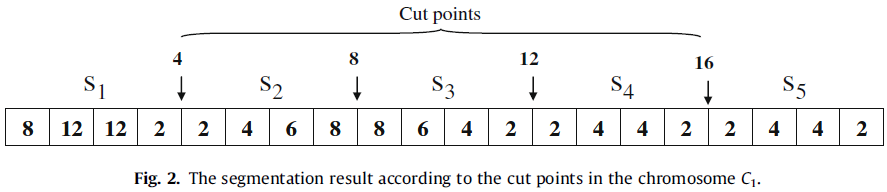 Cut points
4 8 12 16
S1 S2 S3 S4 S5
8 12 12 2 2 4 6 8 8 6 4 2 2 4 4 2 2 4 4 2
Fig. 2. The segmentation result according to the cut points in the chromosome C1.